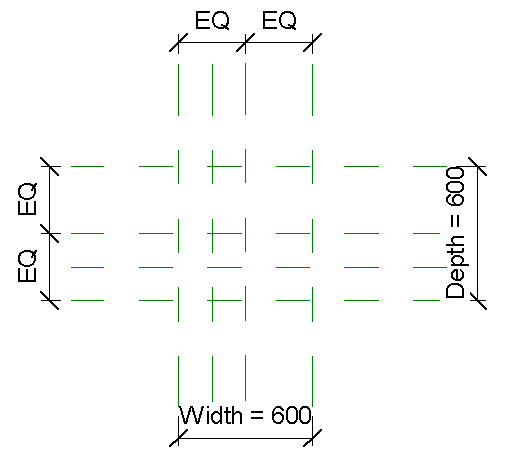 EQ EQ
EQ
EQ
Depth = 600
Width = 600